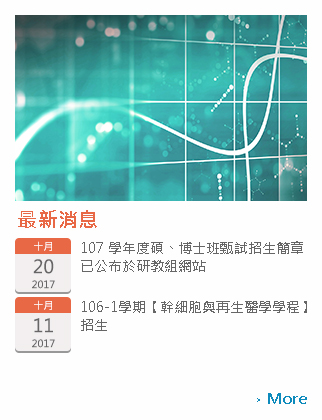 最新消息
十月
20
2017
107 學年度碩、博士班甄試招生簡章
已公布於研教組網站
十月
11
2017
106-1學期【幹細胞與再生醫學學程】
招生
› More